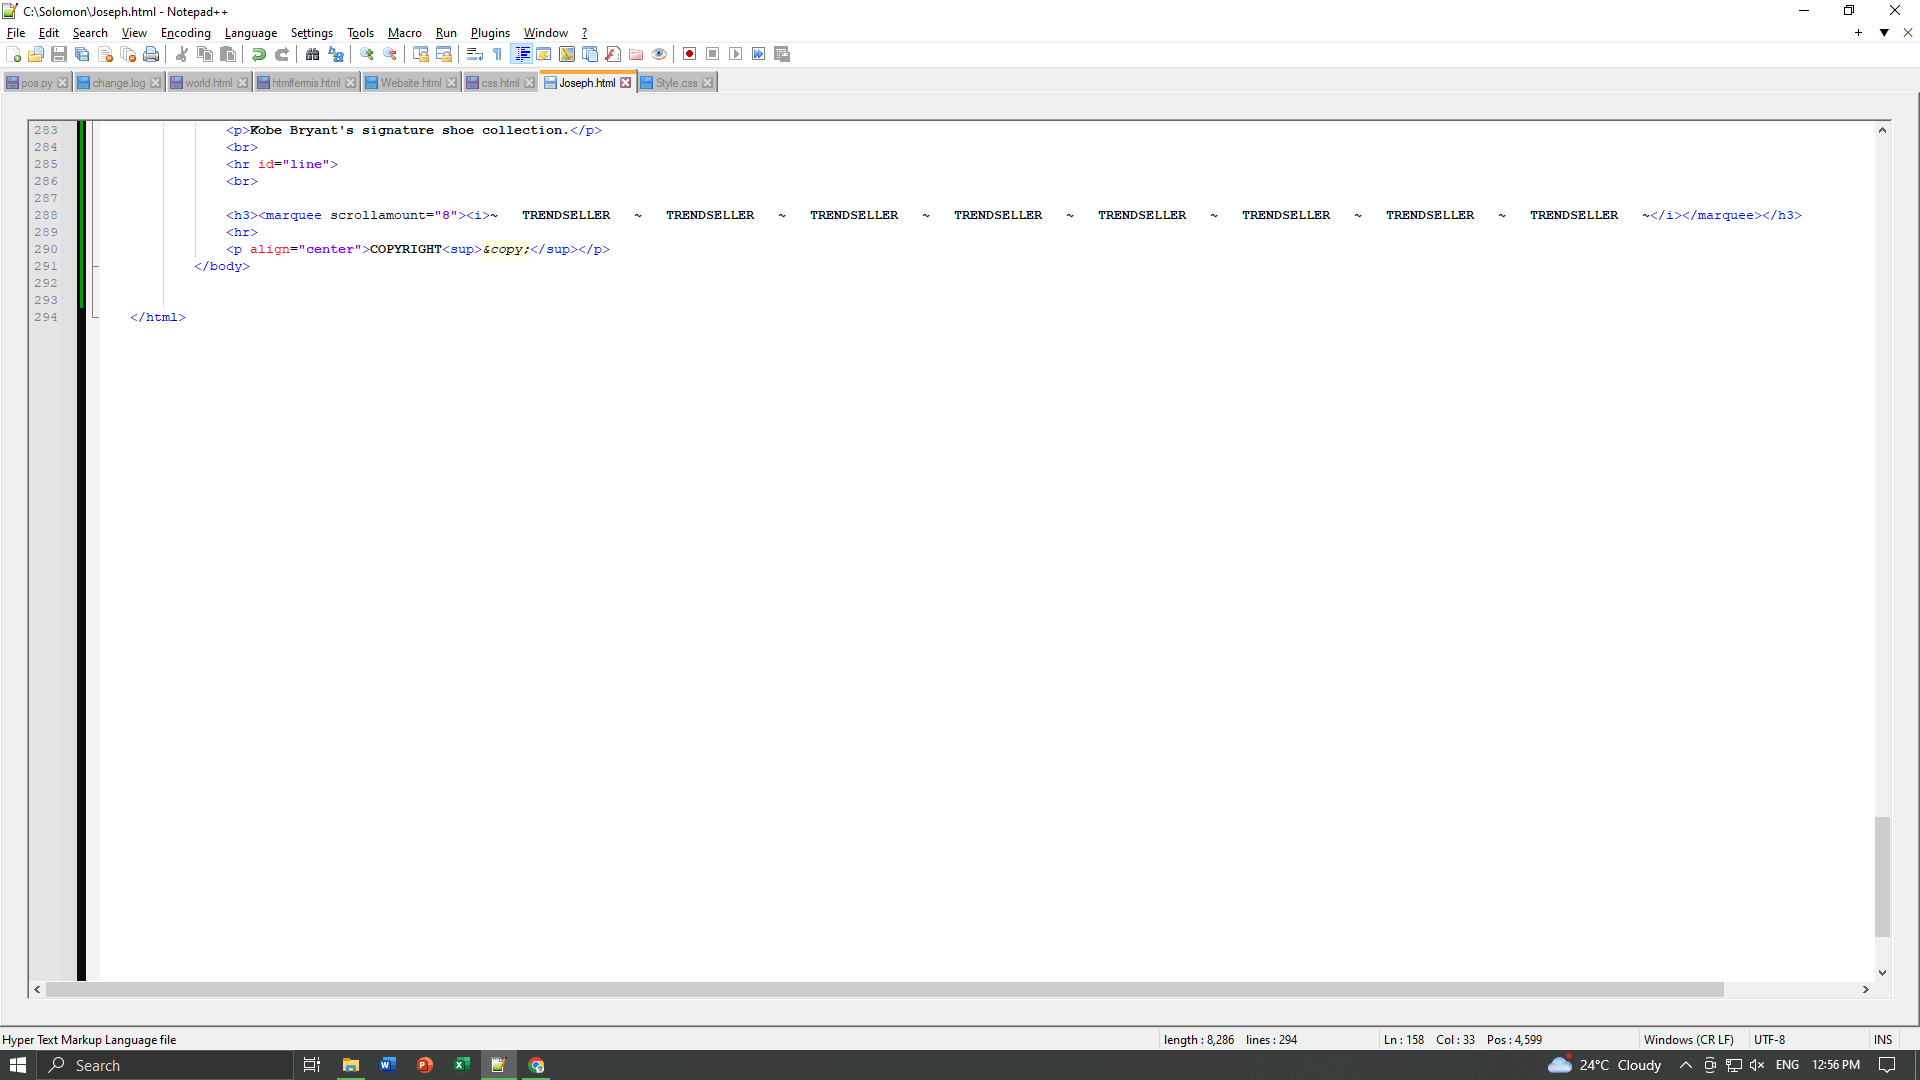 C:\Solomon\Joseph.html - Notepad++
File Edit Search View Encoding Language Settings Tools Macro Run Plugins Window ?
pos.py change.log world.html htmlfermis.html Website.html css.html Joseph.html Style.css
283 <p>Kobe Bryant's signature shoe collection.</p>
284 <br>
285 <hr id="line">
286 <br>
287
288 <h3><marquee scrollamount="8"><i>~ TRENDSELLER ~ TRENDSELLER ~ TRENDSELLER ~ TRENDSELLER ~ TRENDSELLER ~ TRENDSELLER ~ TRENDSELLER ~ TRENDSELLER ~</i></marquee></h3>
289 <hr>
290 <p align="center">COPYRIGHT<sup>&copy;</sup></p>
291 </body>
292
293
294 </html>
Hyper Text Markup Language file length : 8,286 lines : 294 Ln : 158 Col : 33 Pos : 4,599 Windows (CR LF) UTF-8 INS
Search 24°C Cloudy ENG 12:56 PM